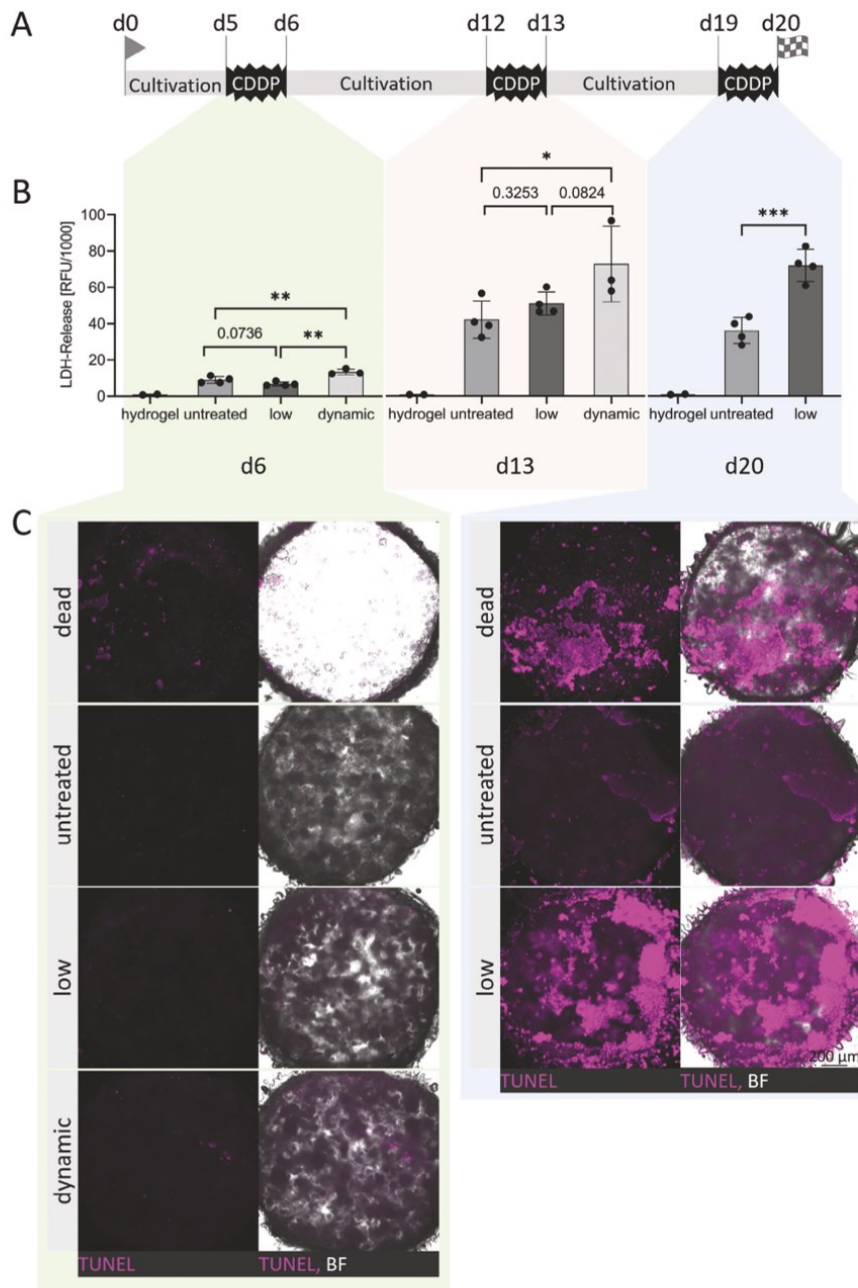 A
d0 d5 d6 d12 d13 d19 d20
Cultivation CDDP Cultivation CDDP Cultivation CDDP
B
LDH-Release [RFU/1000]
100
80
60
40
20
0
** 
0.0736 **
hydrogel untreated low dynamic
d6
*
0.3253 0.0824
hydrogel untreated low dynamic
d13
***
hydrogel untreated low
d20
C
dead
untreated
low
dynamic
TUNEL TUNEL, BF
dead
untreated
low
200 µm
TUNEL TUNEL, BF